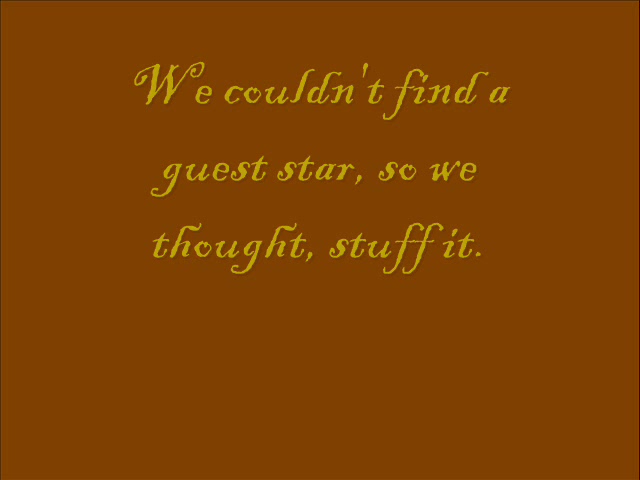 We couldn't find a
guest star, so we
thought, stuff it.